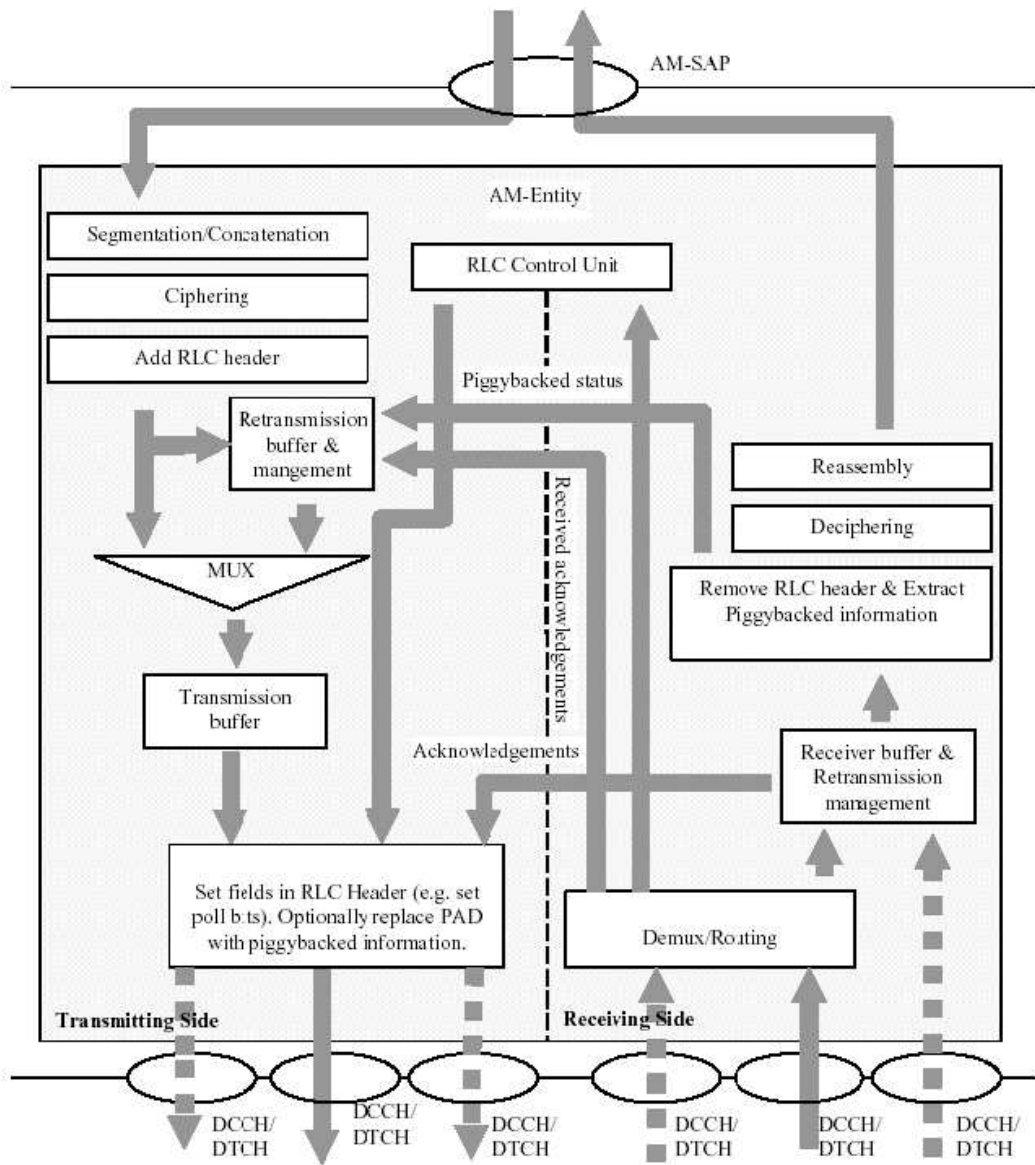 AM-SAP
AM-Entity
Segmentation/Concatenation
Ciphering
Add RLC header
RLC Control Unit
Piggybacked status
Retransmission
buffer &
mangement
Received acknowledgements
Reassembly
Deciphering
Remove RLC header & Extract
Piggybacked information
MUX
Transmission
buffer
Acknowledgements
Receiver buffer &
Retransmission
management
Set fields in RLC Header (e.g. set
poll bits). Optionally replace PAD
with piggybacked information.
Demux/Routing
Transmitting Side
Receiving Side
DCCH/
DTCH
DCCH/
DTCH
DCCH/
DTCH
DCCH/
DTCH
DCCH/
DTCH
DCCH/
DTCH